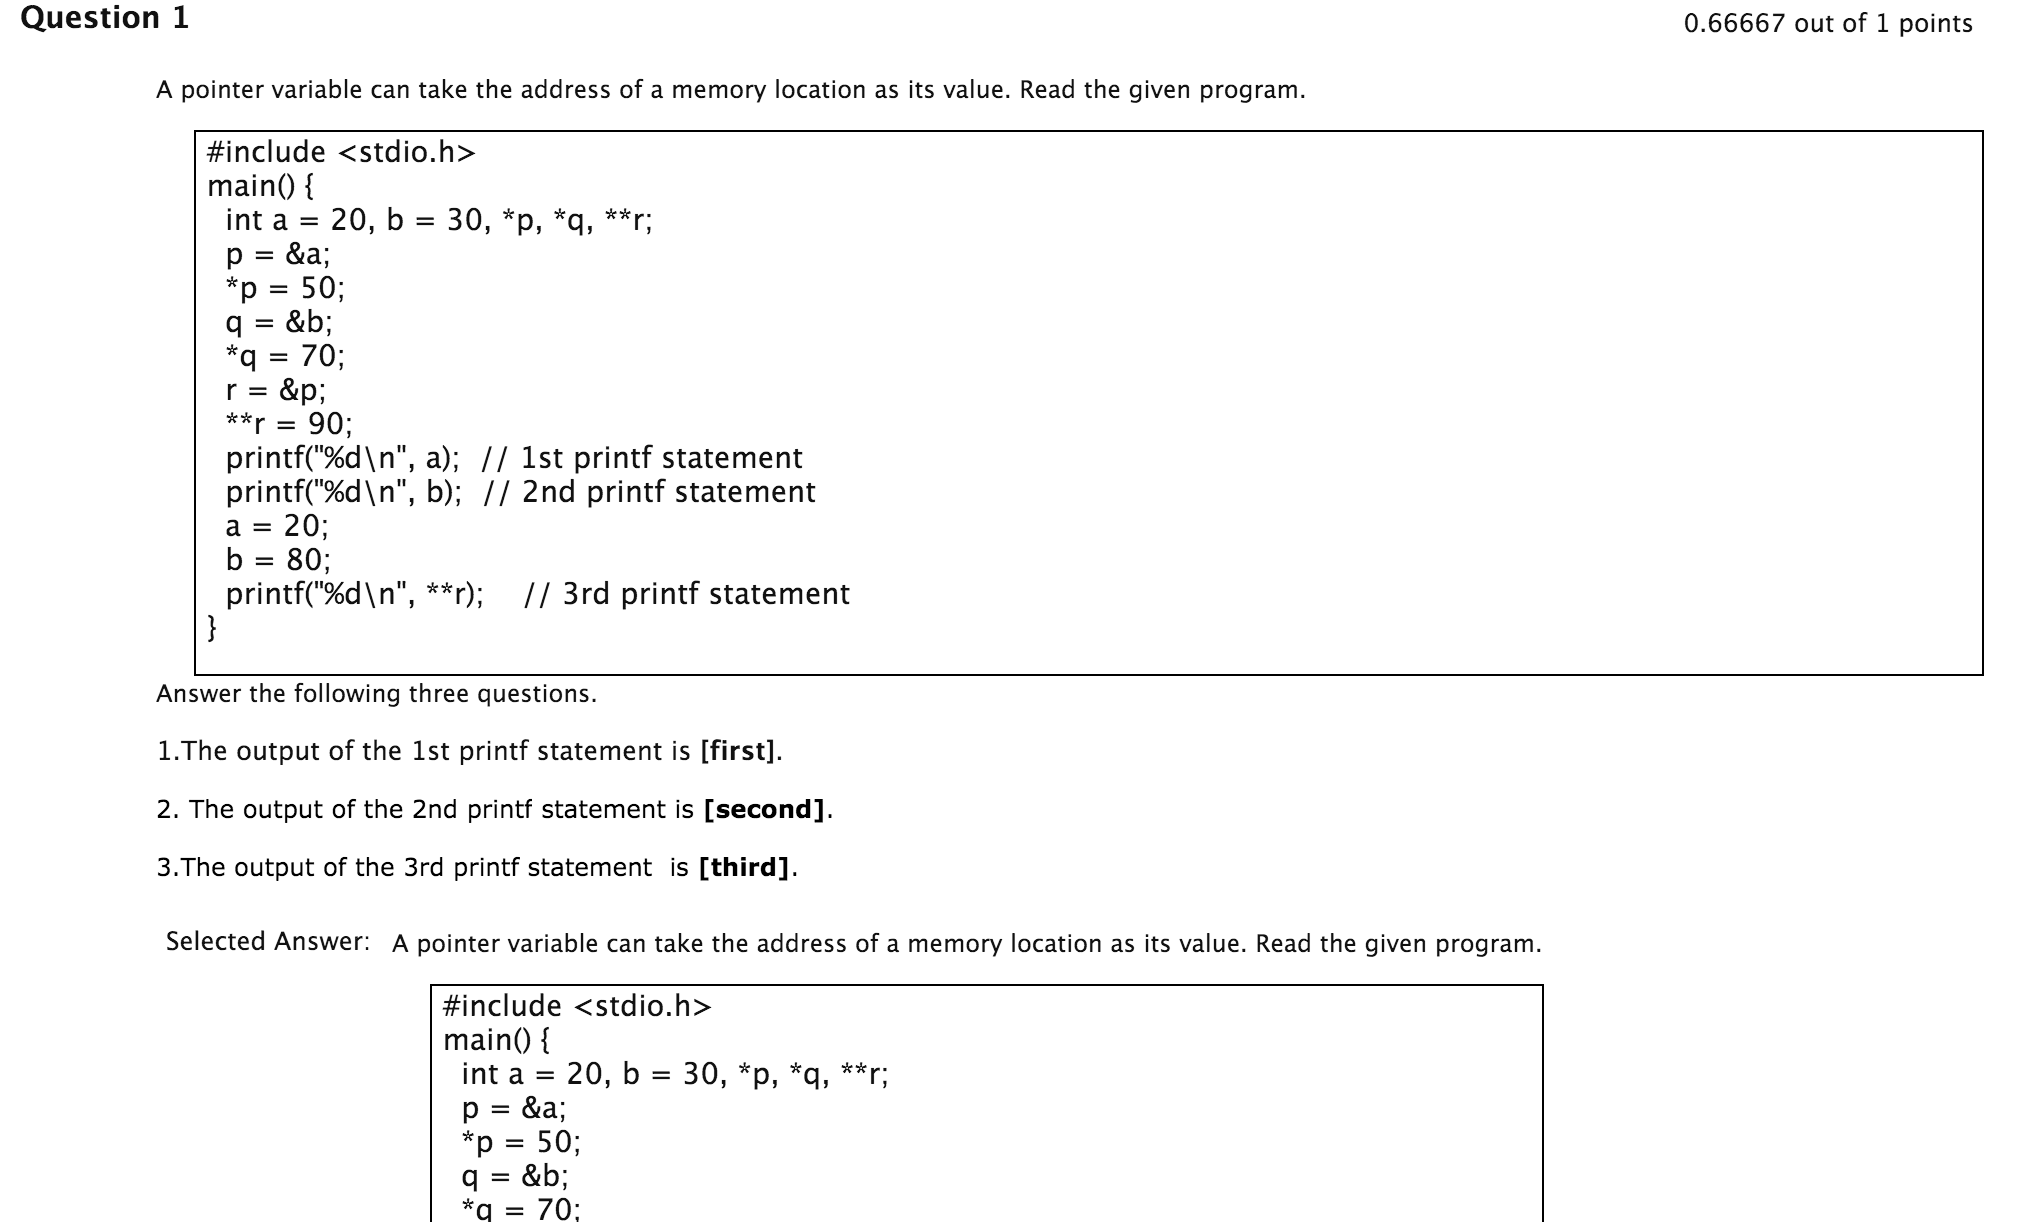 Question 1
0.66667 out of 1 points
A pointer variable can take the address of a memory location as its value. Read the given program.
#include <stdio.h>
main() {
int a = 20, b = 30, *p, *q, **r;
p = &a;
*p = 50;
q = &b;
*q = 70;
r = &p;
**r = 90;
printf("%d\n", a);  // 1st printf statement
printf("%d\n", b);  // 2nd printf statement
a = 20;
b = 80;
printf("%d\n", **r);    // 3rd printf statement
}
Answer the following three questions.
1.The output of the 1st printf statement is [first].
2. The output of the 2nd printf statement is [second].
3.The output of the 3rd printf statement  is [third].
Selected Answer: A pointer variable can take the address of a memory location as its value. Read the given program.
#include <stdio.h>
main() {
int a = 20, b = 30, *p, *q, **r;
p = &a;
*p = 50;
q = &b;
*q = 70;